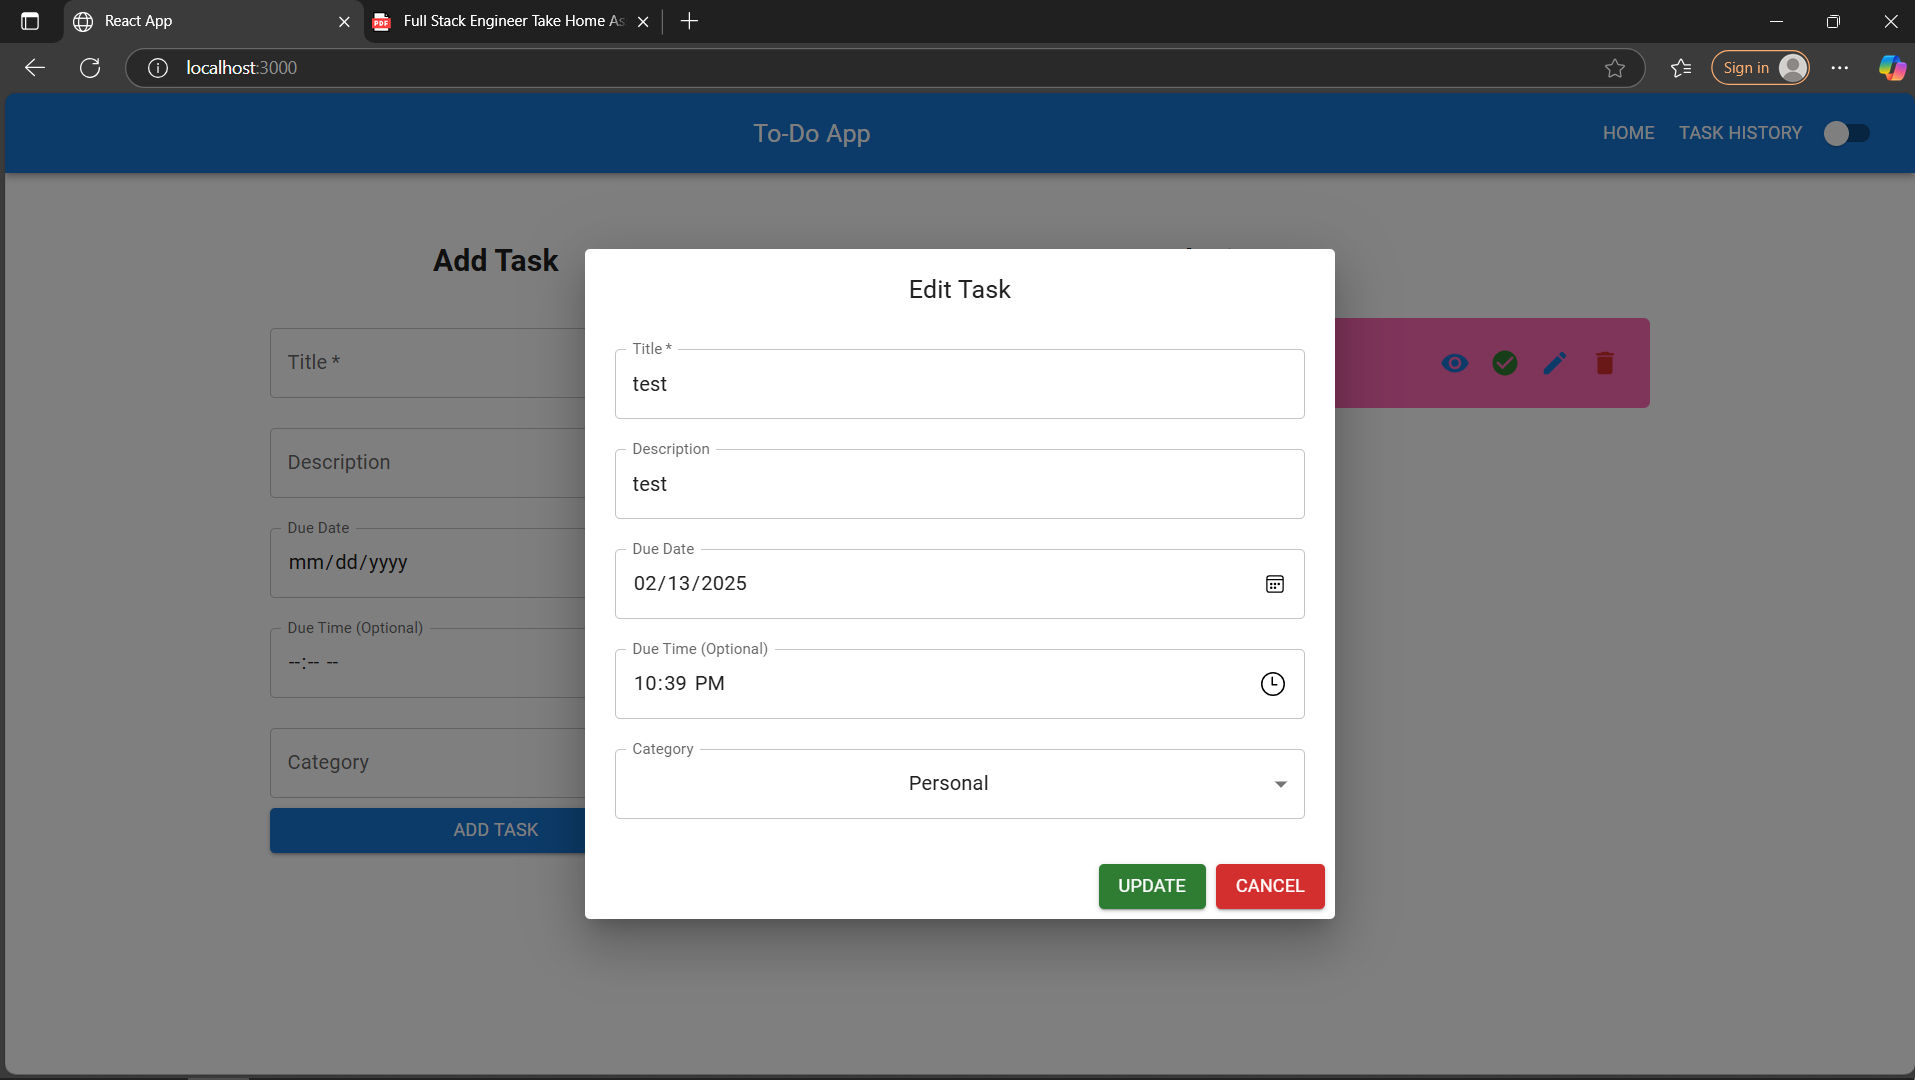 React App
Full Stack Engineer Take Home As
localhost:3000
Sign in
To-Do App
HOME
TASK HISTORY
Add Task
Title *
Description
Due Date
mm/dd/yyyy
Due Time (Optional)
--:-- --
Category
ADD TASK
Edit Task
Title *
test
Description
test
Due Date
02/13/2025
Due Time (Optional)
10:39 PM
Category
Personal
UPDATE
CANCEL